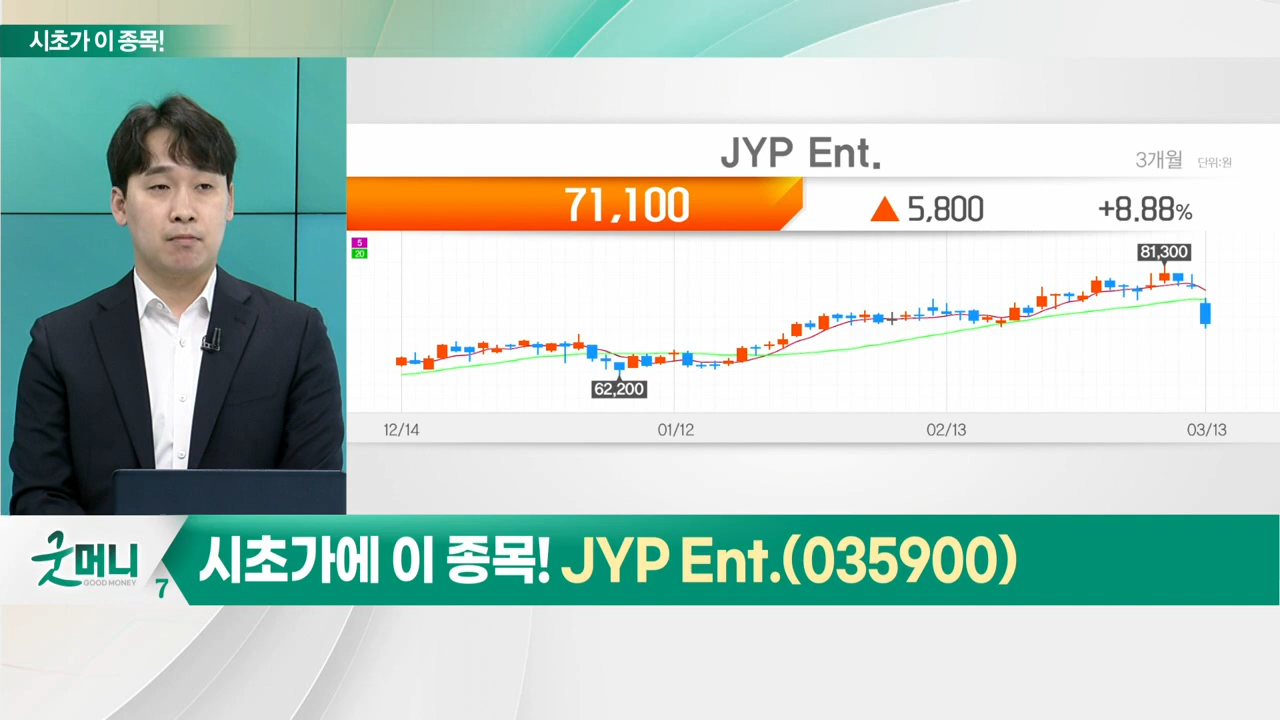 시초가 이 종목!
JYP Ent.
3개월 단위:원
71,100 ▲ 5,800 +8.88%
5
20
81,300
62,200
12/14 01/12 02/13 03/13
굿머니 GOOD MONEY 7
시초가에 이 종목! JYP Ent.(035900)